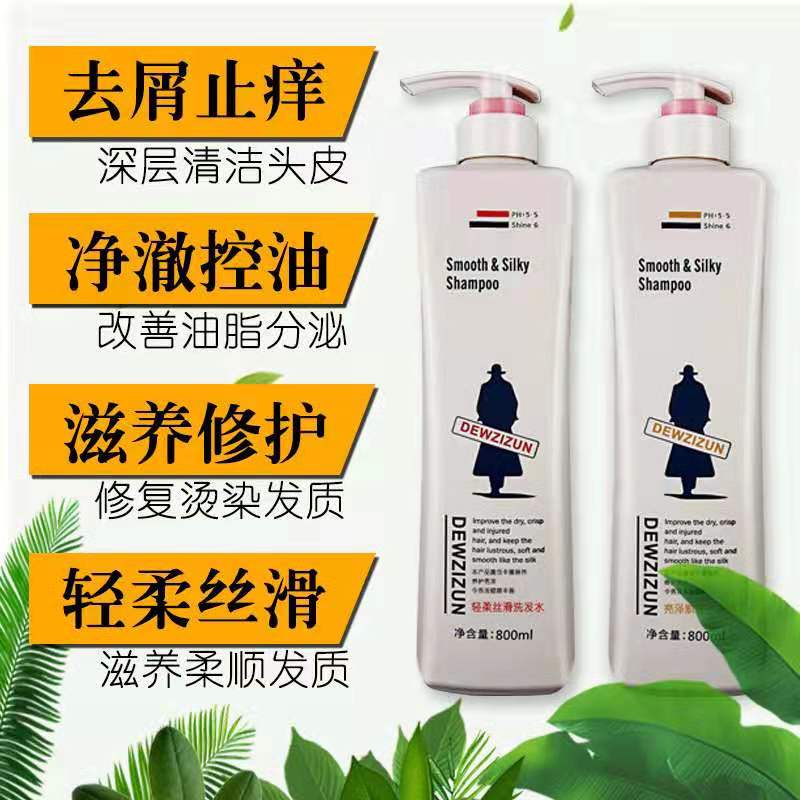 去屑止痒
深层清洁头皮
净澈控油
改善油脂分泌
滋养修护
修复烫染发质
轻柔丝滑
滋养柔顺发质
PH·5·5
Shine 6
Smooth & Silky
Shampoo
DEWZIZUN
DEWZIZUN
Improve the dry, crisp
and injured
hair, and keep the
hair lustrous, soft and
smooth like the silk
轻柔丝滑洗发水
净含量: 800ml
PH·5·5
Shine 6
Smooth & Silky
Shampoo
DEWZIZUN
DEWZIZUN
Improve the dry, crisp
and injured
hair, and keep the
hair lustrous, soft and
smooth like the silk
亮泽
净含量: 800ml